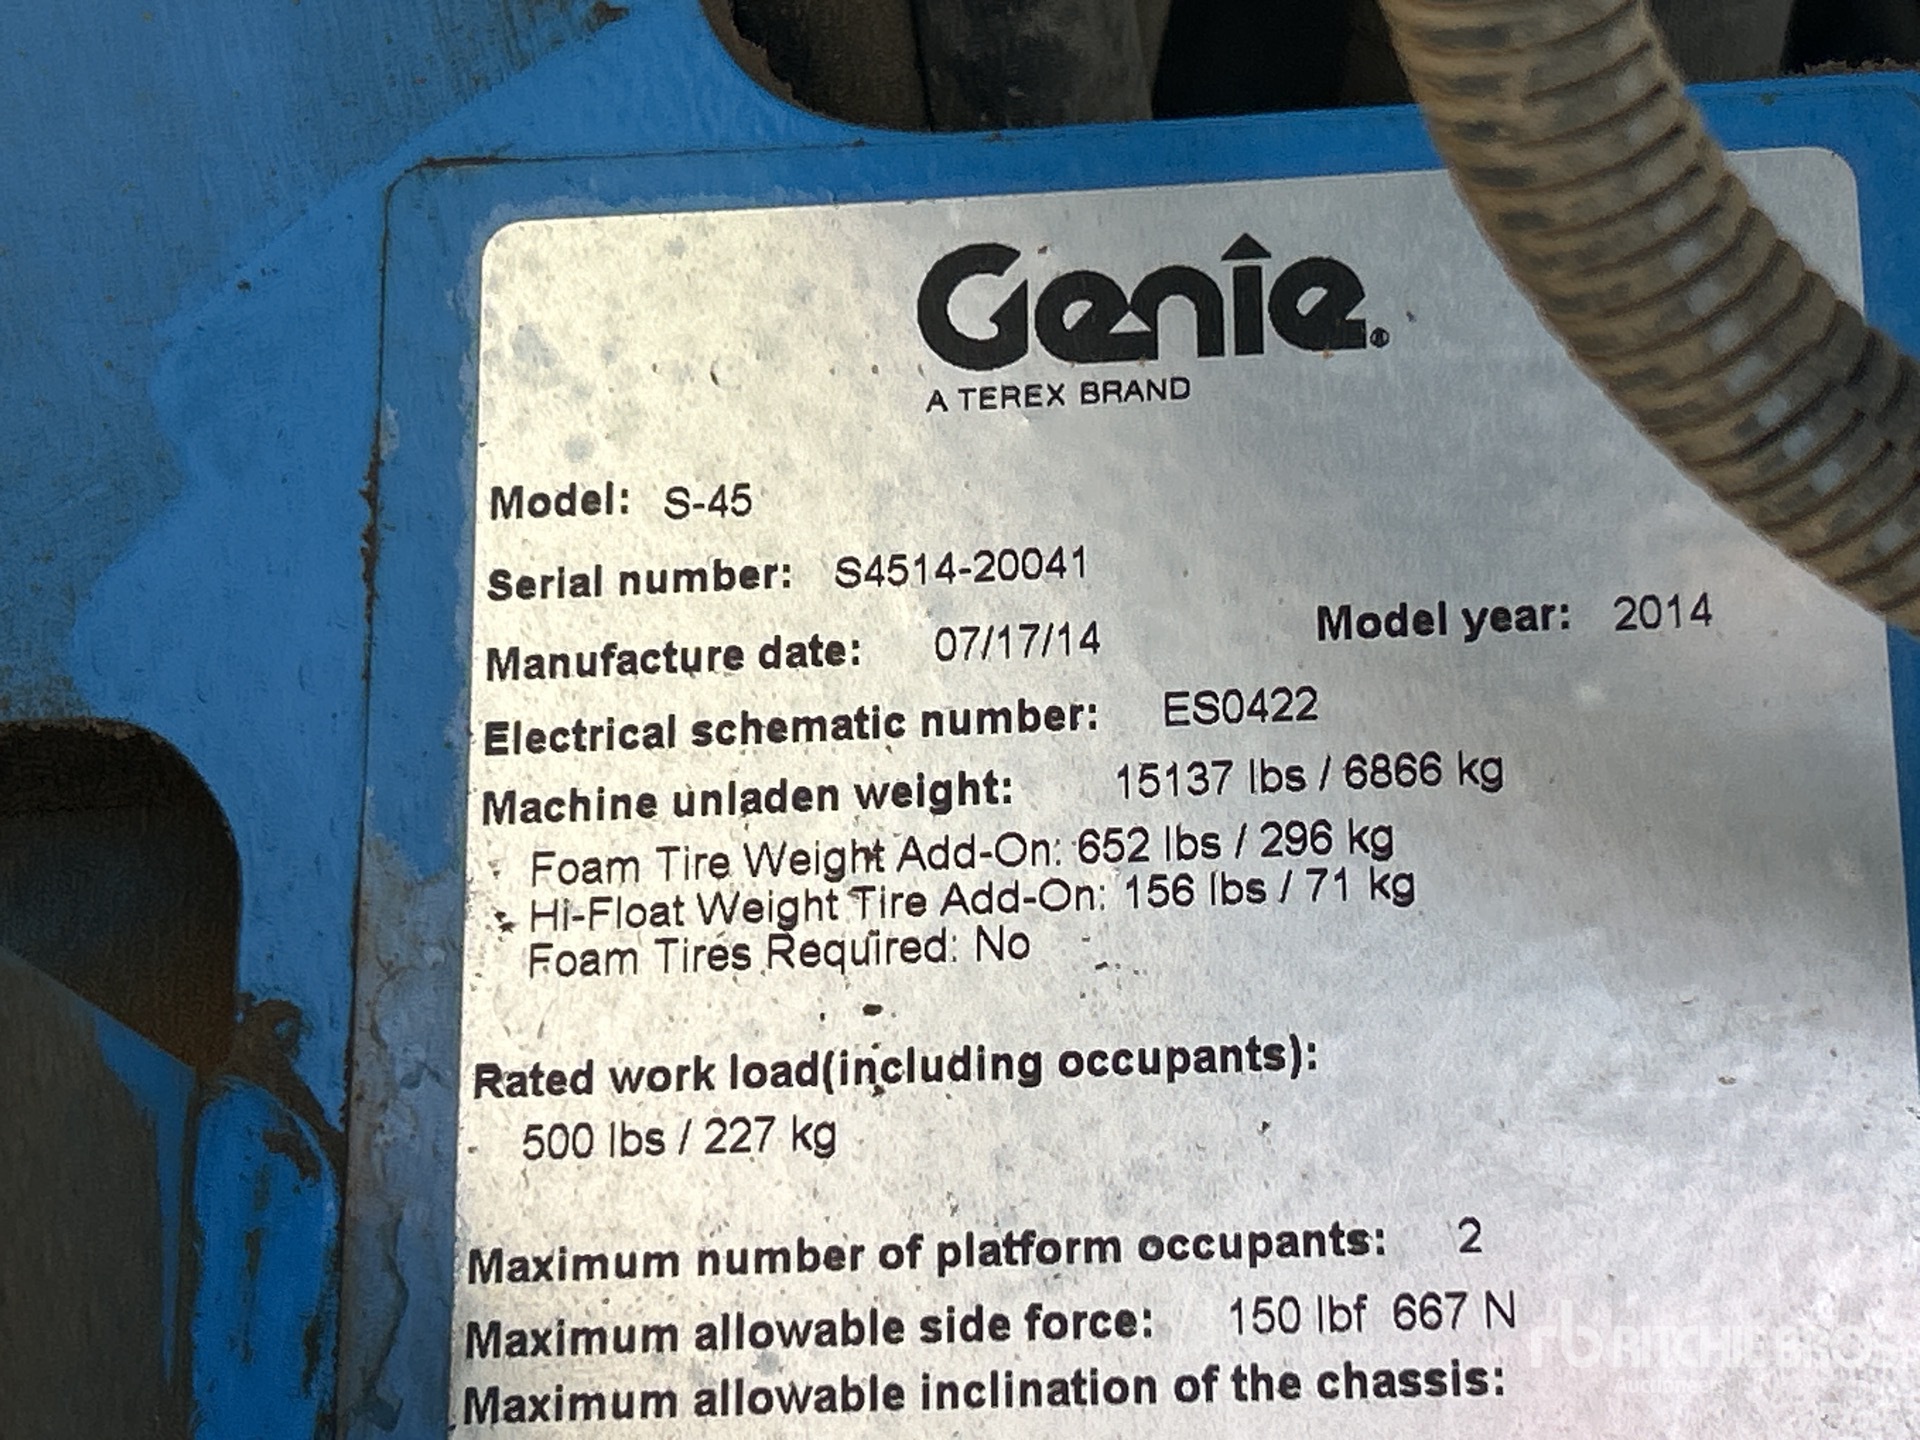 Genie®
A TEREX BRAND
Model: S-45
Serial number: S4514-20041
Manufacture date: 07/17/14 Model year: 2014
Electrical schematic number: ES0422
Machine unladen weight: 15137 lbs / 6866 kg
Foam Tire Weight Add-On: 652 lbs / 296 kg
Hi-Float Weight Tire Add-On: 156 lbs / 71 kg
Foam Tires Required: No
Rated work load(including occupants):
500 lbs / 227 kg
Maximum number of platform occupants: 2
Maximum allowable side force: 150 lbf 667 N
Maximum allowable inclination of the chassis:
rb RITCHIE BROS
Auctioneers